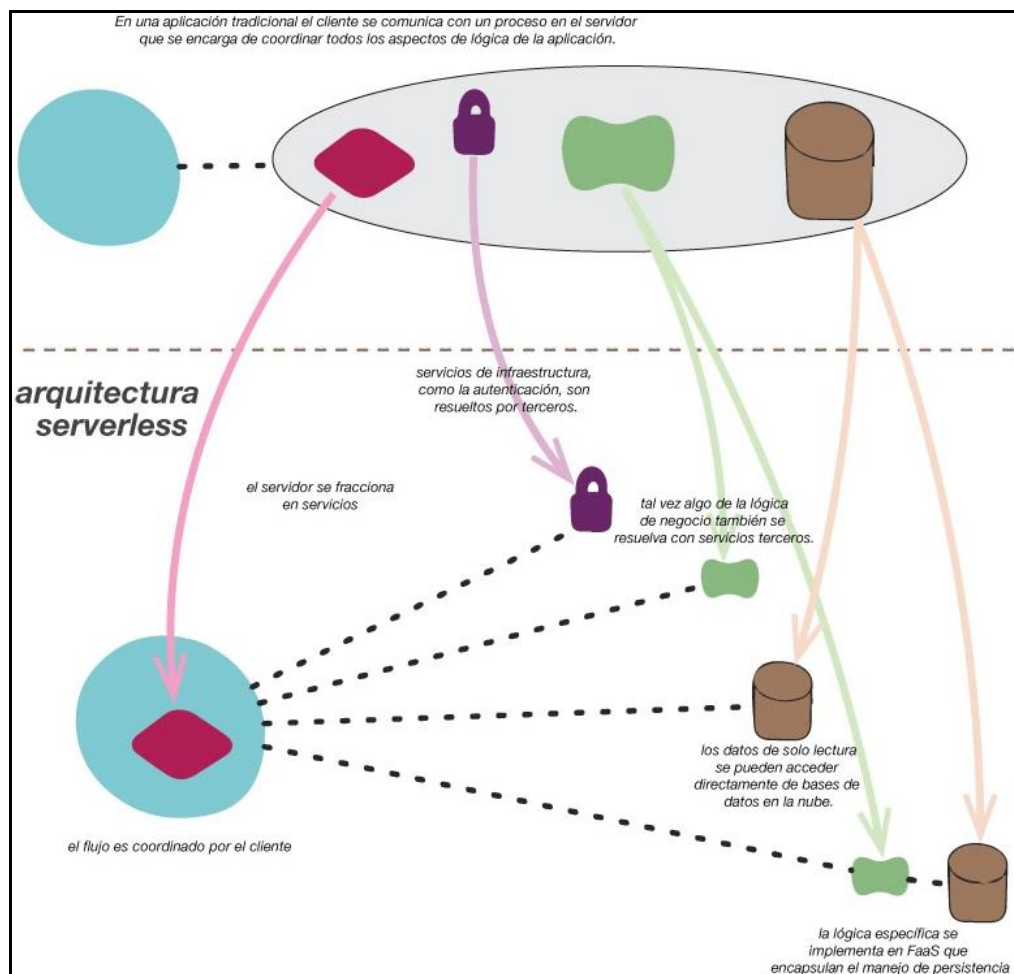 En una aplicación tradicional el cliente se comunica con un proceso en el servidor
que se encarga de coordinar todos los aspectos de lógica de la aplicación.
arquitectura
serverless
servicios de infraestructura,
como la autenticación, son
resueltos por terceros.
el servidor se fracciona
en servicios
tal vez algo de la lógica
de negocio también se
resuelva con servicios terceros.
los datos de solo lectura
se pueden acceder
directamente de bases de
datos en la nube.
el flujo es coordinado por el cliente
la lógica específica se
implementa en FaaS que
encapsulan el manejo de persistencia